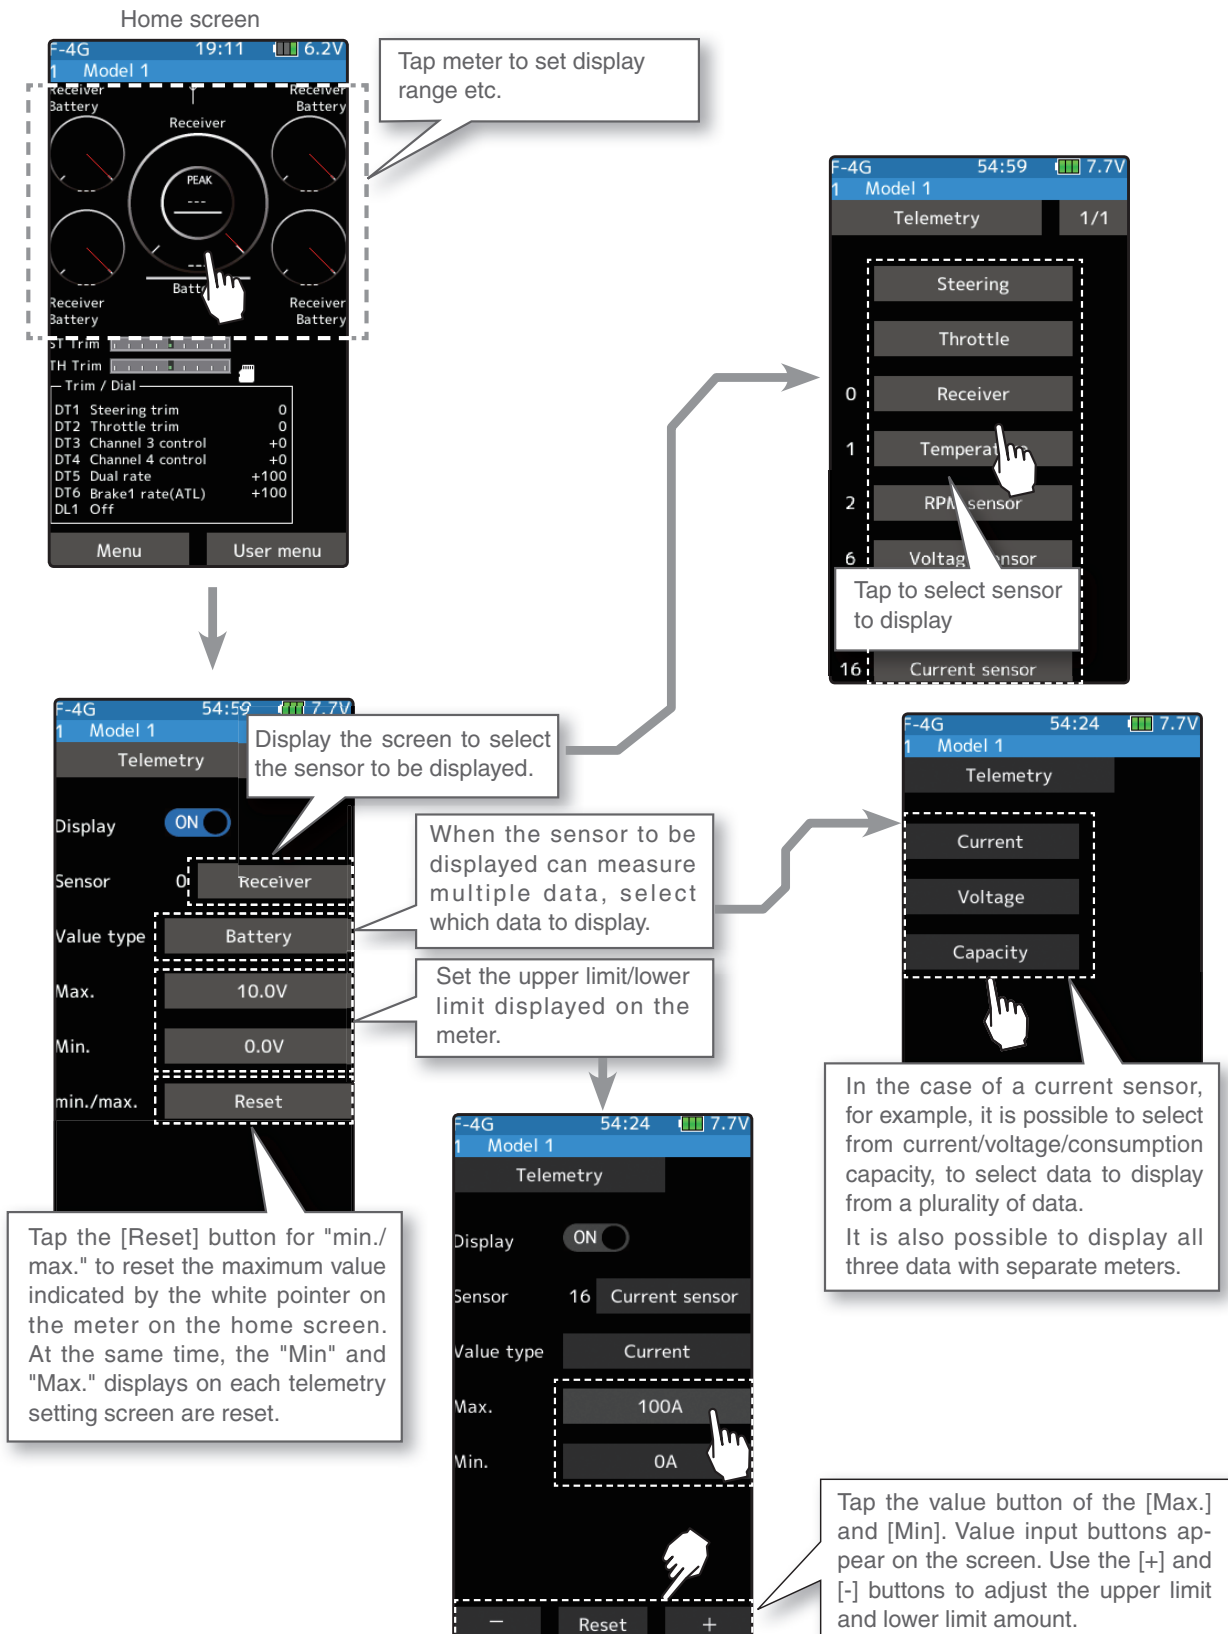 Home screen
F-4G 19:11 6.2V
1 Model 1
Receiver
Battery
Receiver
Battery
Receiver
PEAK
---
---
---
---
Battery
---
---
Receiver
Battery
Receiver
Battery
ST Trim
TH Trim
Trim / Dial
DT1 Steering trim 0
DT2 Throttle trim 0
DT3 Channel 3 control +0
DT4 Channel 4 control +0
DT5 Dual rate +100
DT6 Brake1 rate(ATL) +100
DL1 Off
Menu User menu
Tap meter to set display
range etc.
F-4G 54:59 7.7V
1 Model 1
Telemetry 1/1
Steering
Throttle
0 Receiver
1 Temperature
2 RPM sensor
6 Voltage sensor
Tap to select sensor
to display
16 Current sensor
F-4G 54:59 7.7V
1 Model 1
Telemetry
Display ON
Sensor 0 Receiver
Value type Battery
Max. 10.0V
Min. 0.0V
min./max. Reset
Display the screen to select
the sensor to be displayed.
When the sensor to be
displayed can measure
multiple data, select
which data to display.
Set the upper limit/lower
limit displayed on the
meter.
F-4G 54:24 7.7V
1 Model 1
Telemetry
Current
Voltage
Capacity
In the case of a current sensor,
for example, it is possible to select
from current/voltage/consumption
capacity, to select data to display
from a plurality of data.
It is also possible to display all
three data with separate meters.
Tap the [Reset] button for "min./
max." to reset the maximum value
indicated by the white pointer on
the meter on the home screen.
At the same time, the "Min" and
"Max." displays on each telemetry
setting screen are reset.
F-4G 54:24 7.7V
1 Model 1
Telemetry
Display ON
Sensor 16 Current sensor
Value type Current
Max. 100A
Min. 0A
− Reset +
Tap the value button of the [Max.]
and [Min]. Value input buttons ap-
pear on the screen. Use the [+] and
[-] buttons to adjust the upper limit
and lower limit amount.